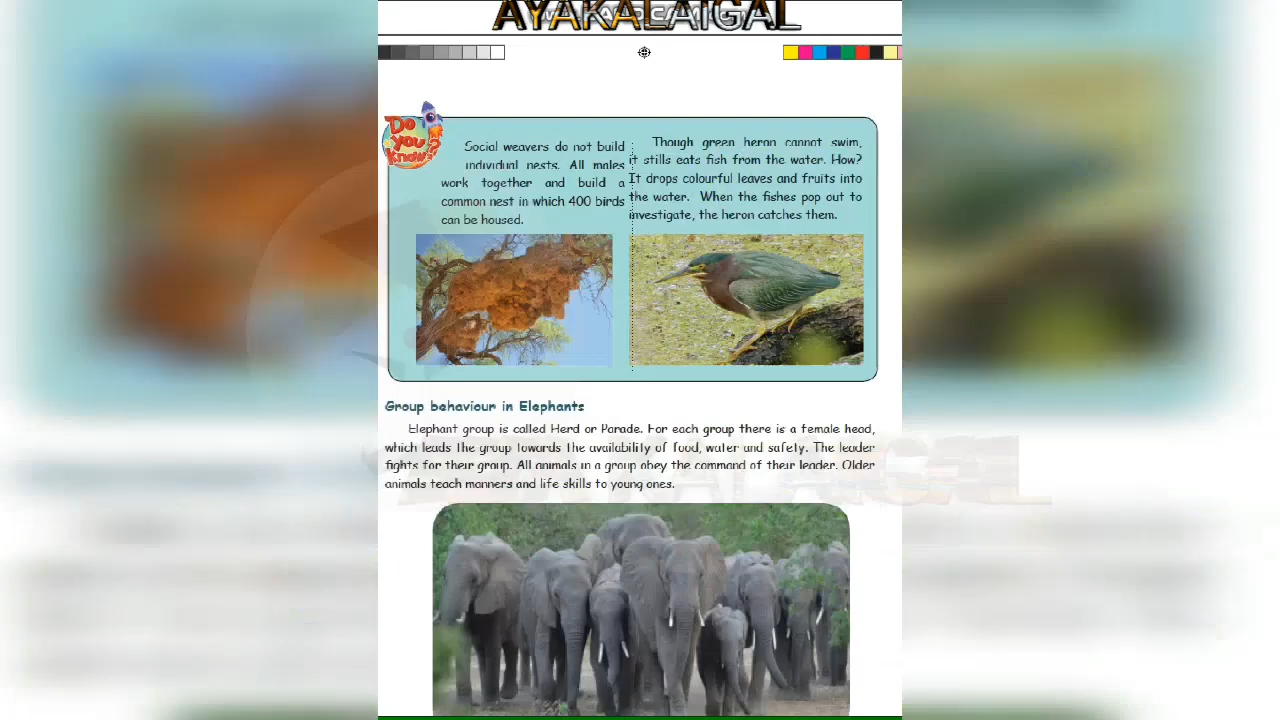 AYAKALAIGAL
Do
you
know?
Social weavers do not build
individual nests. All males
work together and build a
common nest in which 400 birds
can be housed.
Though green heron cannot swim,
it stills eats fish from the water. How?
It drops colourful leaves and fruits into
the water. When the fishes pop out to
investigate, the heron catches them.
Group behaviour in Elephants
Elephant group is called Herd or Parade. For each group there is a female head,
which leads the group towards the availability of food, water and safety. The leader
fights for their group. All animals in a group obey the command of their leader. Older
animals teach manners and life skills to young ones.